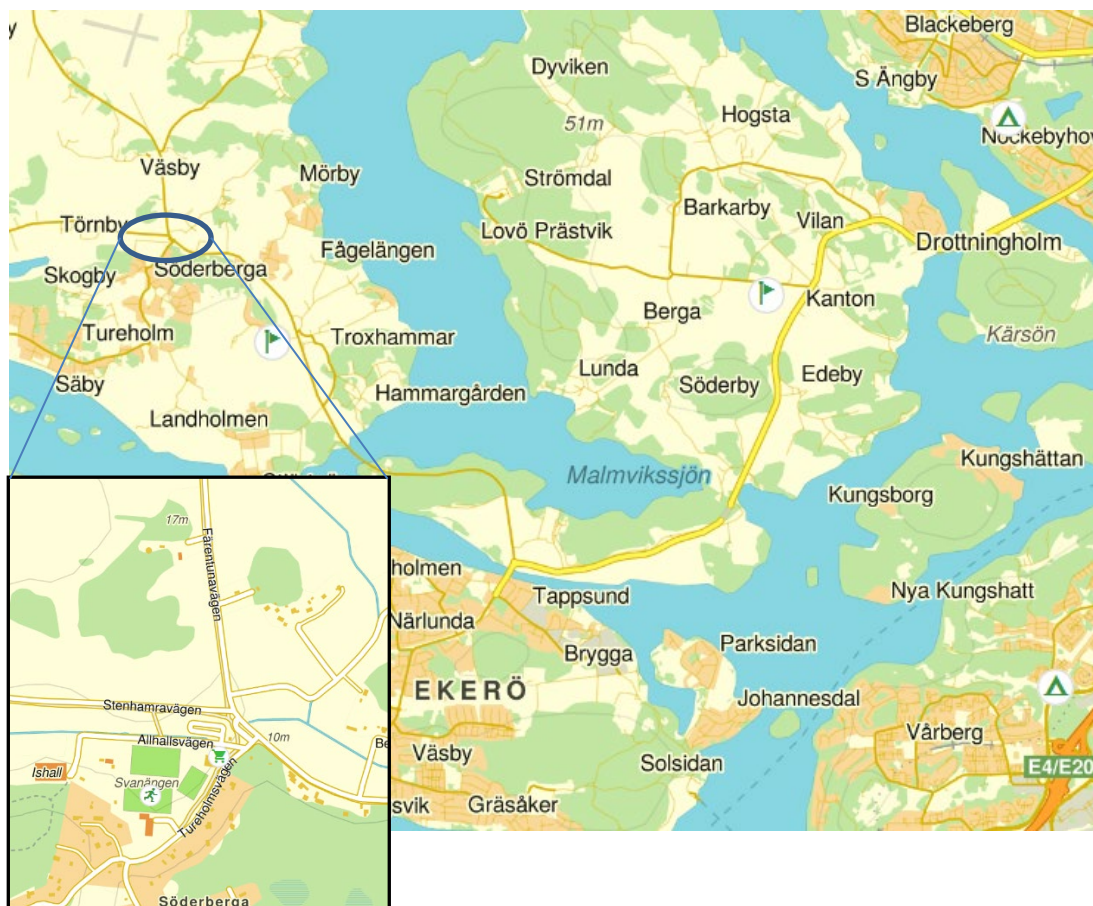 Blackeberg
Dyviken
S Ängby
Hogsta
51m
Nockebyhov
Väsby
Mörby
Strömdal
Barkarby
Vilan
Törnby
Lovö Prästvik
Drottningholm
Fågelängen
Skogby
Söderberga
Kanton
Berga
Tureholm
Troxhammar
Kärsön
Säby
Lunda
Söderby
Edeby
Hammargården
Landholmen
Malmvikssjön
Kungshättan
Kungsborg
holmen
Tappsund
Nya Kungshatt
Närlunda
Brygga
Parksidan
EKERÖ
Johannesdal
Väsby
Solsidan
Vårberg
E4/E20
svik
Gräsåker
17m
Färentunavägen
Stenhamravägen
Allhallsvägen
10m
Be
Ishall
Svanängen
Tureholmsvägen
Söderberga